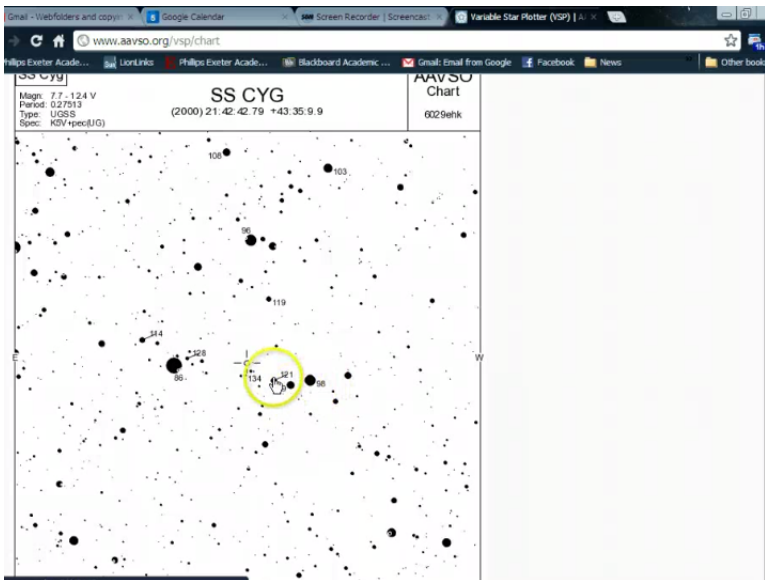 Gmail - Webfolders and copyri
Google Calendar
Screen Recorder | Screencast
Variable Star Plotter (VSP) | A
www.aavso.org/vsp/chart
hilips Exeter Acade...
LionLinks
Philips Exeter Acade...
Blackboard Academic ...
Gmail: Email from Google
Facebook
News
Other book
SS Cyg
Magn: 7.7 - 12.4 V
Period: 0.27513
Type: UGSS
Spec: K5V+pec(UG)
SS CYG
(2000) 21:42:42.79 +43:35:9.9
AAVSO
Chart
6029ehk
108
103
96
119
114
128
E
W
86
134
121
98